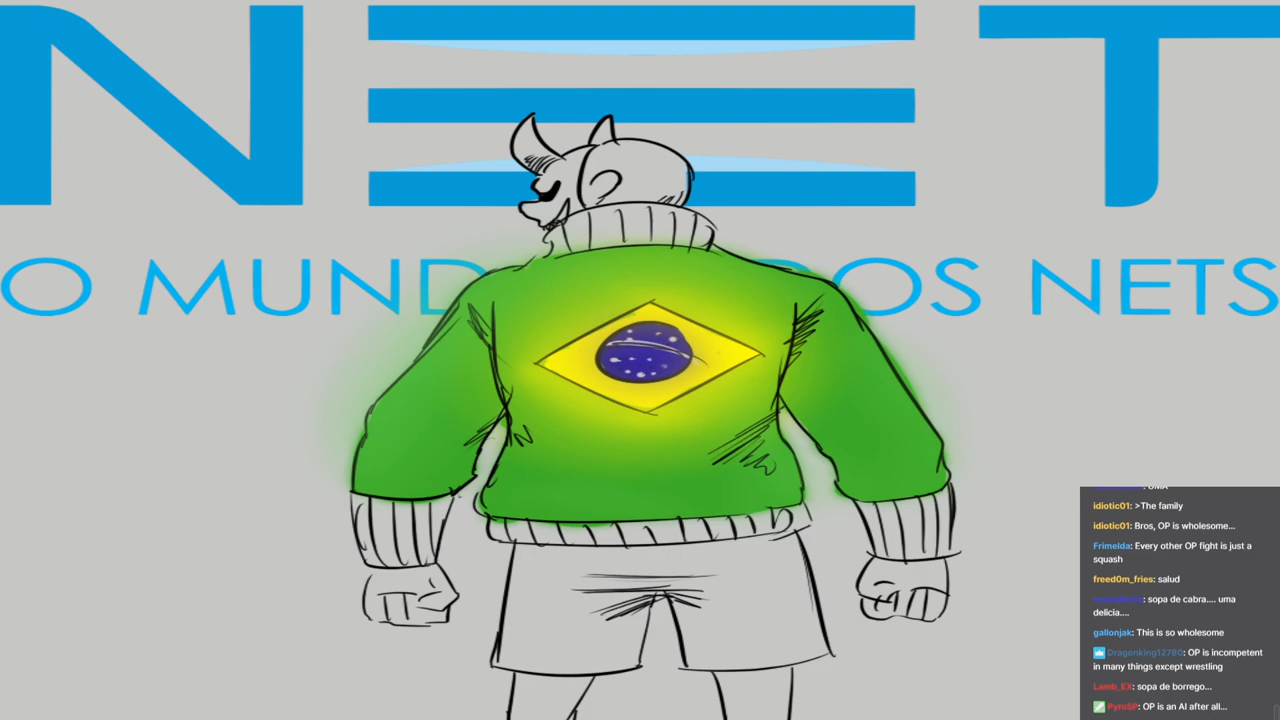 NET
O MUND OS NETS
: UMA
idiotic01: >The family
idiotic01: Bros, OP is wholesome...
Frimelda: Every other OP fight is just a
squash
freed0m_fries: salud
: sopa de cabra.... uma
delicia....
gallonjak: This is so wholesome
Dragonking12780: OP is incompetent
in many things except wrestling
Lamb_EX: sopa de borrego...
PyroSP: OP is an AI after all...